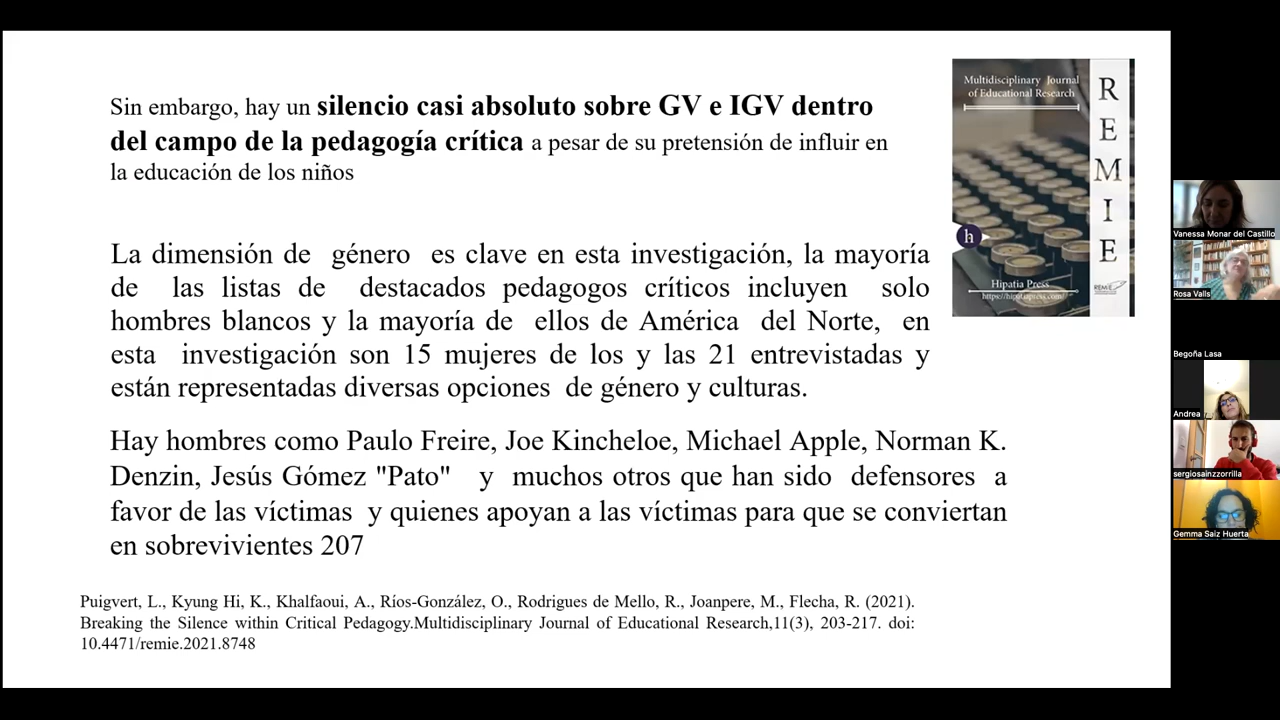 Sin embargo, hay un silencio casi absoluto sobre GV e IGV dentro
del campo de la pedagogía crítica a pesar de su pretensión de influir en
la educación de los niños
La dimensión de género es clave en esta investigación, la mayoría
de las listas de destacados pedagogos críticos incluyen solo
hombres blancos y la mayoría de ellos de América del Norte, en
esta investigación son 15 mujeres de los y las 21 entrevistadas y
están representadas diversas opciones de género y culturas.
Hay hombres como Paulo Freire, Joe Kincheloe, Michael Apple, Norman K.
Denzin, Jesús Gómez "Pato" y muchos otros que han sido defensores a
favor de las víctimas y quienes apoyan a las víctimas para que se conviertan
en sobrevivientes 207
Puigvert, L., Kyung Hi, K., Khalfaoui, A., Ríos-González, O., Rodrigues de Mello, R., Joanpere, M., Flecha, R. (2021).
Breaking the Silence within Critical Pedagogy.Multidisciplinary Journal of Educational Research,11(3), 203-217. doi:
10.4471/remie.2021.8748
Multidisciplinary Journal
of Educational Research
R
E
M
I
E
h
Hipatia Press
https://hipatiapress.com/
REMIE
Vanessa Monar del Castillo
Rosa Valls
Begoña Lasa
Andrea
sergiosainzzorrilla
Gemma Saiz Huerta